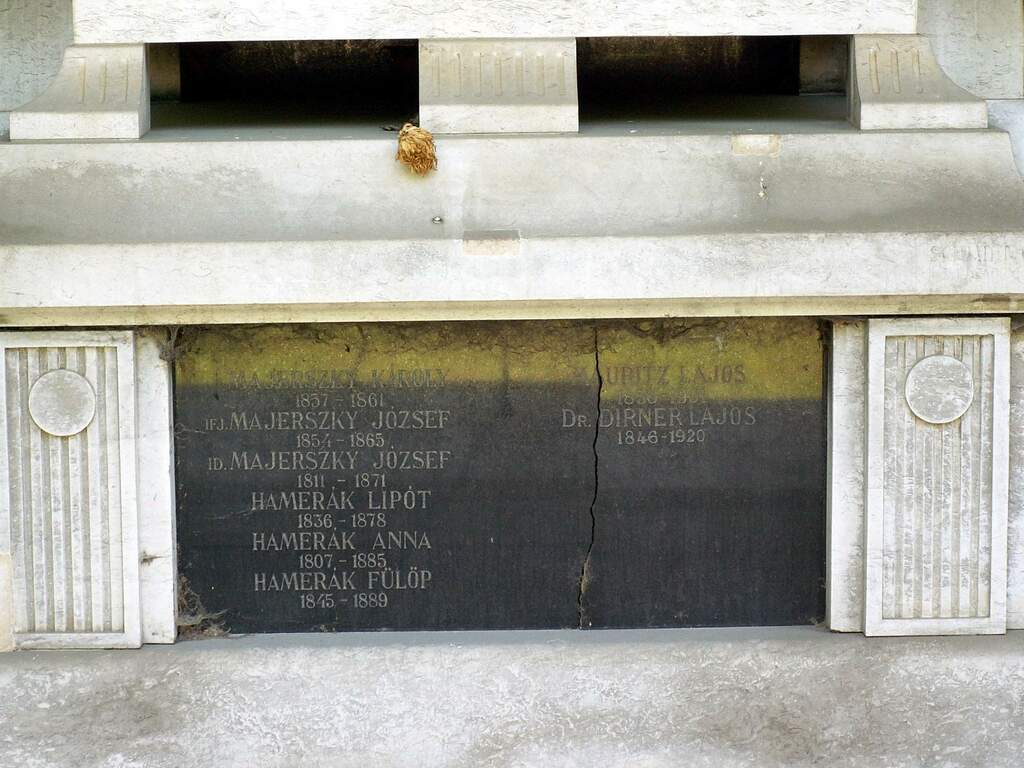 MAJERSZKY KÁROLY
1837 - 1861
IFJ. MAJERSZKY JÓZSEF
1854 - 1865
ID. MAJERSZKY JÓZSEF
1811 - 1871
HAMERÁK LIPÓT
1836 - 1878
HAMERÁK ANNA
1807 - 1885
HAMERÁK FÜLÖP
1845 - 1889
MAURITZ LAJOS
DR. DIRNER LAJOS
1846-1920